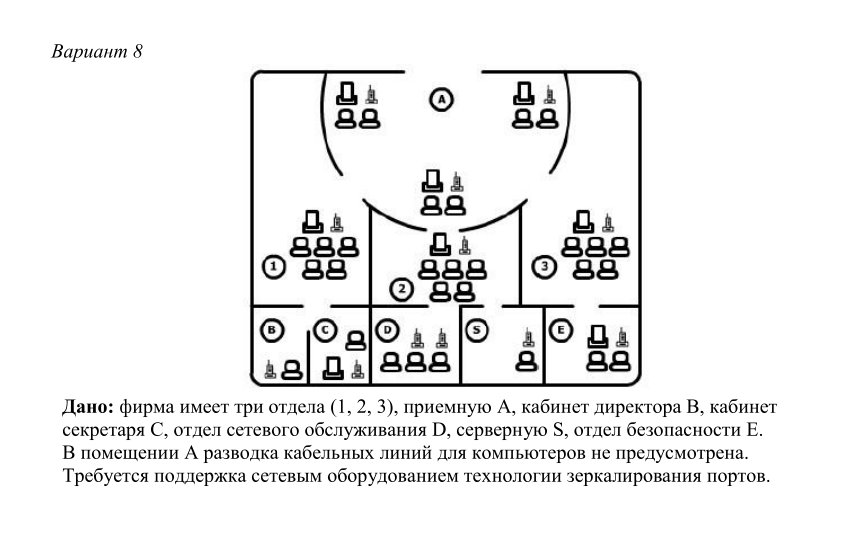 Вариант 8
A
1
2
3
B
C
D
S
E
Дано: фирма имеет три отдела (1, 2, 3), приемную А, кабинет директора В, кабинет
секретаря С, отдел сетевого обслуживания D, серверную S, отдел безопасности Е.
В помещении А разводка кабельных линий для компьютеров не предусмотрена.
Требуется поддержка сетевым оборудованием технологии зеркалирования портов.